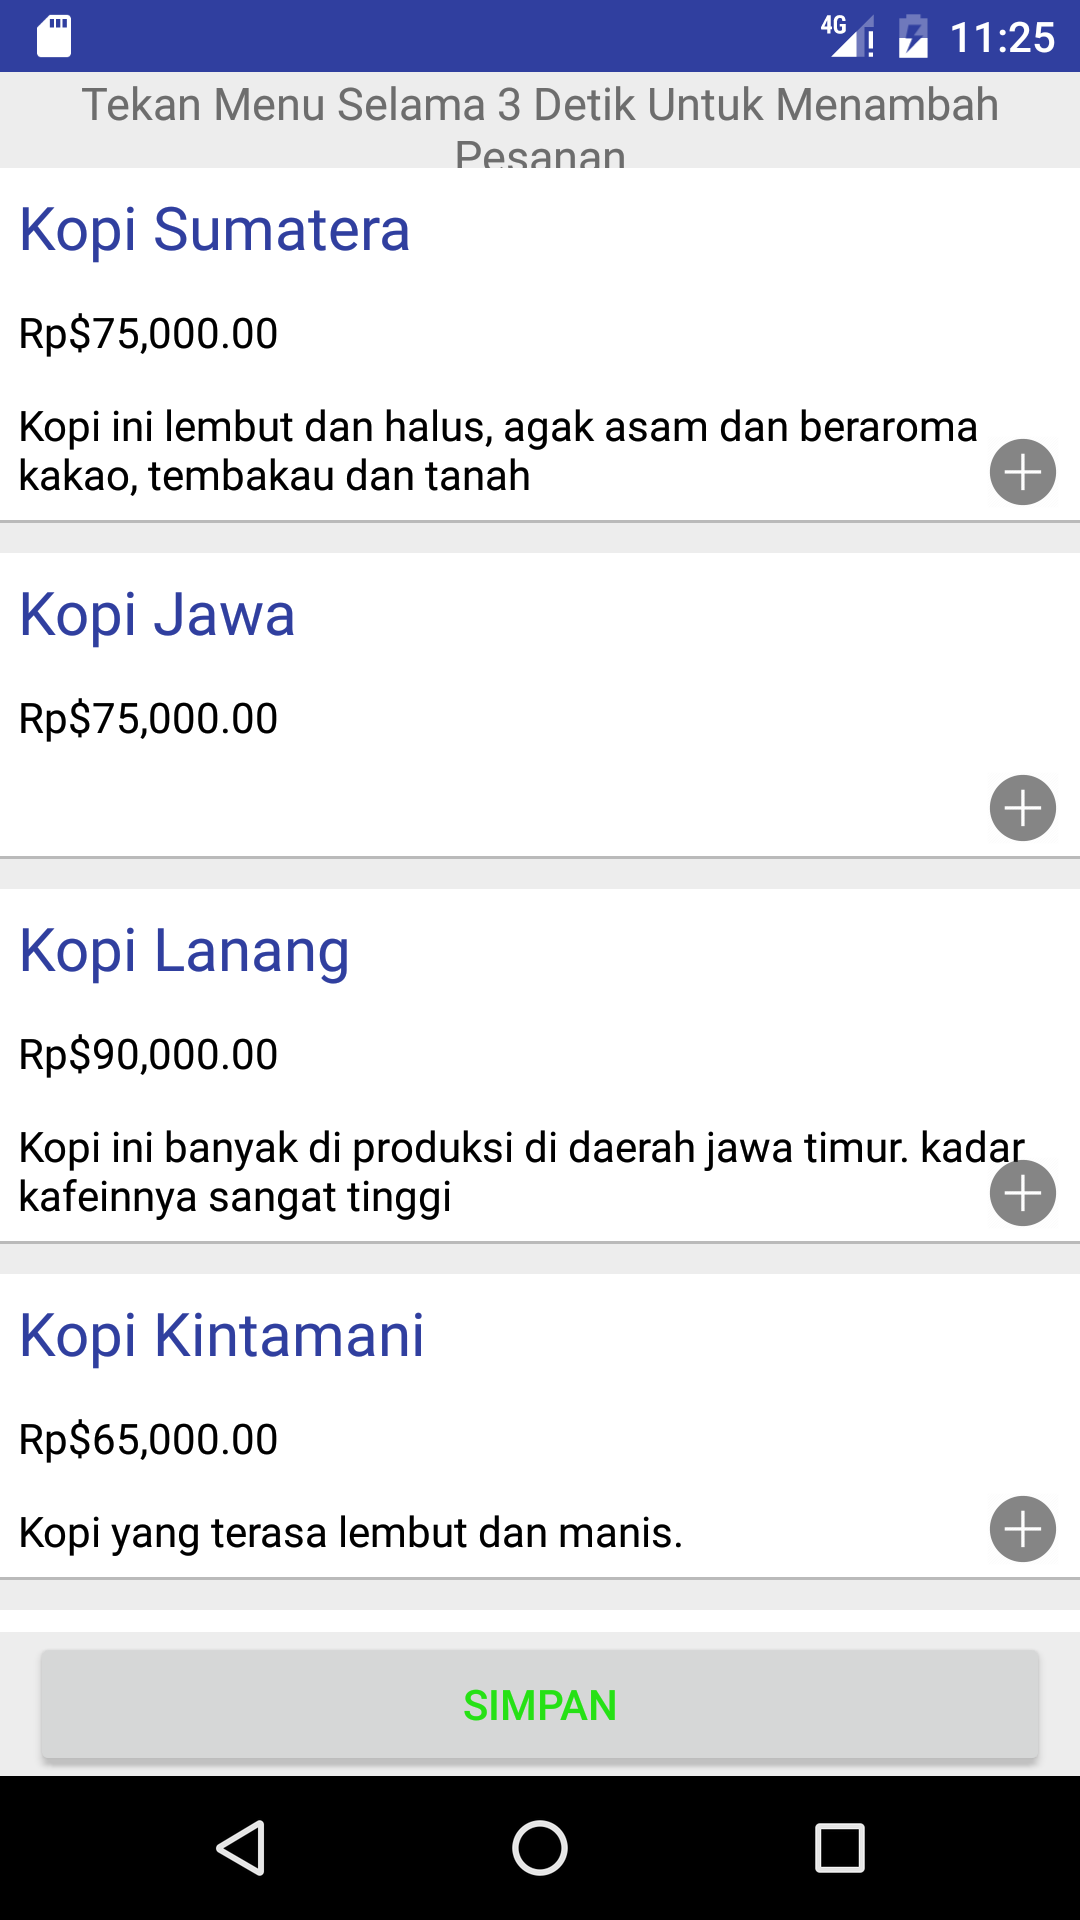 4G 11:25
Tekan Menu Selama 3 Detik Untuk Menambah
Pesanan
Kopi Sumatera
Rp$75,000.00
Kopi ini lembut dan halus, agak asam dan beraroma
kakao, tembakau dan tanah
Kopi Jawa
Rp$75,000.00
Kopi Lanang
Rp$90,000.00
Kopi ini banyak di produksi di daerah jawa timur. kadar
kafeinnya sangat tinggi
Kopi Kintamani
Rp$65,000.00
Kopi yang terasa lembut dan manis.
SIMPAN